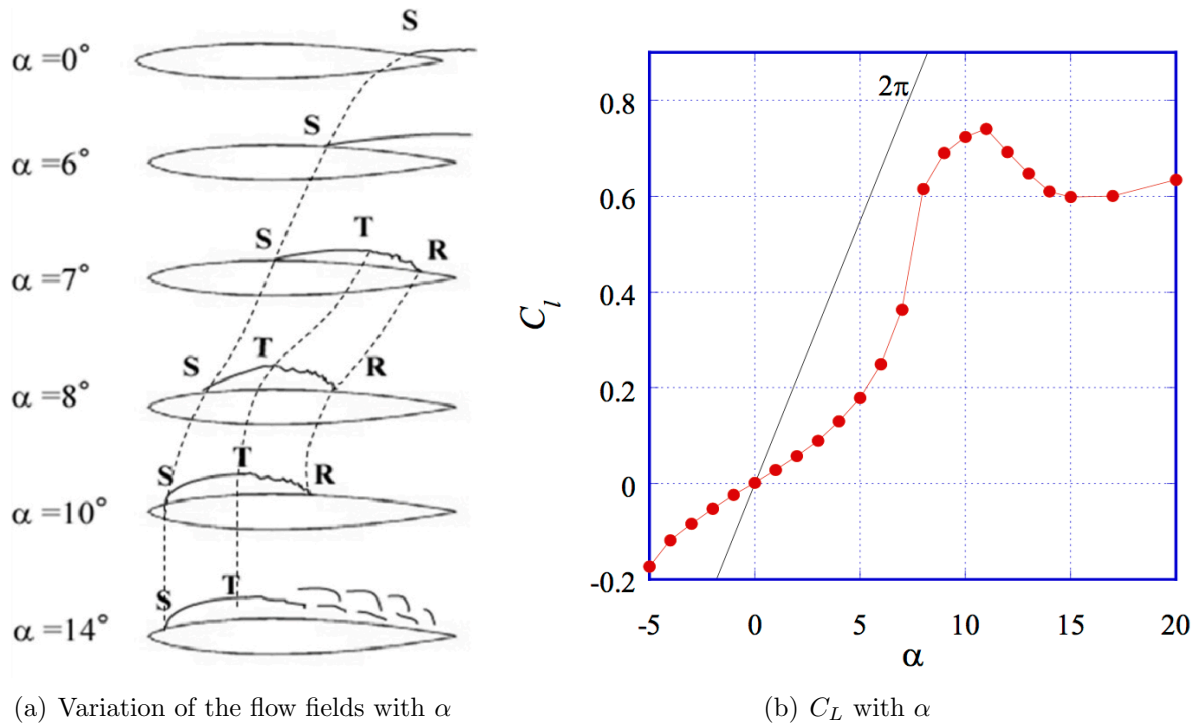 S
α =0°
S
α =6°
S T R
α =7°
S T R
α =8°
S T R
α =10°
S T
α =14°
2π
0.8
0.6
0.4
0.2
0
-0.2
C_l
-5 0 5 10 15 20
α
(a) Variation of the flow fields with α
(b) C_L with α